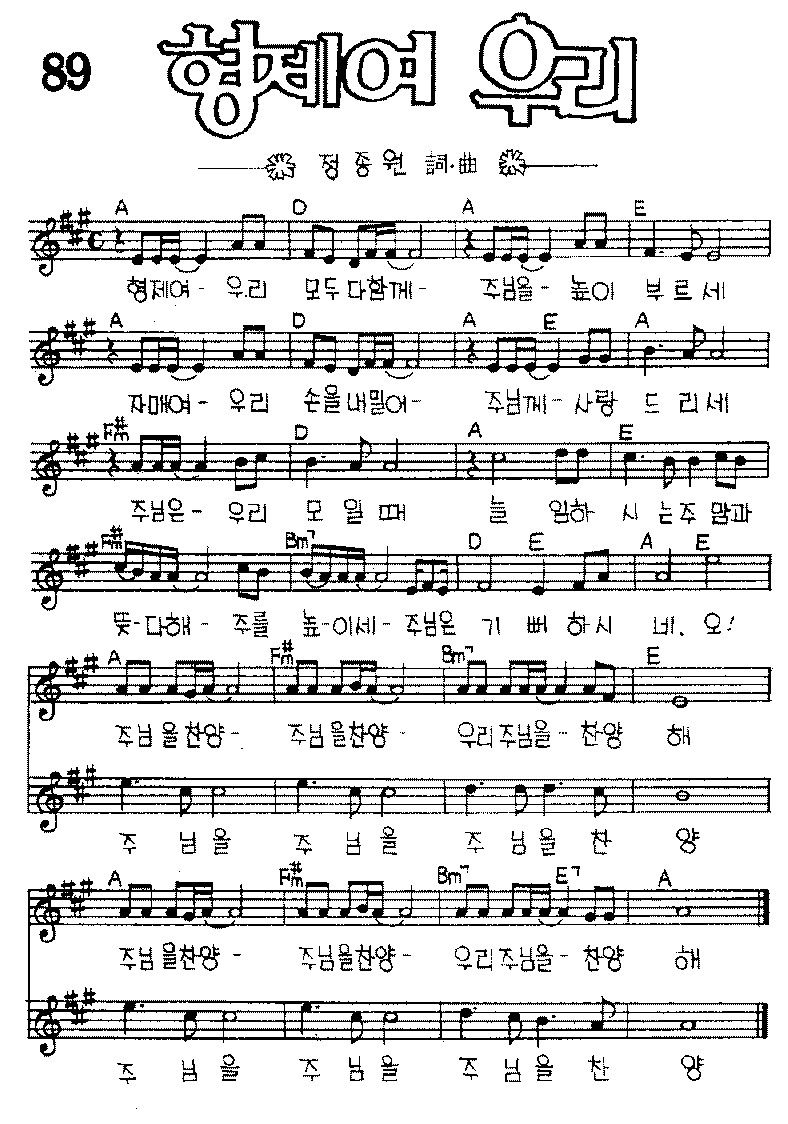 89 형제여 우리
정종원 詞·曲
A D A E
형제여- 우리 모두다함께- 주님을- 높이 부르세
A D A E A
자매여- 우리 손을내밀어- 주님께- 사랑 드리세
F#m D A E
주님은- 우리 모일때 늘 임하 시는주맘과
F#m Bm7 D E A E
뜻-다해- 주를 높-이세- 주님은 기뻐하시 네. 오!
A F#m Bm7 E
주님을찬양- 주님을찬양- 우리주님을-찬양 해
주 님을 주님을 주님을찬 양
A F#m Bm7 E7 A
주님을찬양- 주님을찬양- 우리주님을-찬양 해
주 님을 주 님을 주 님을찬 양